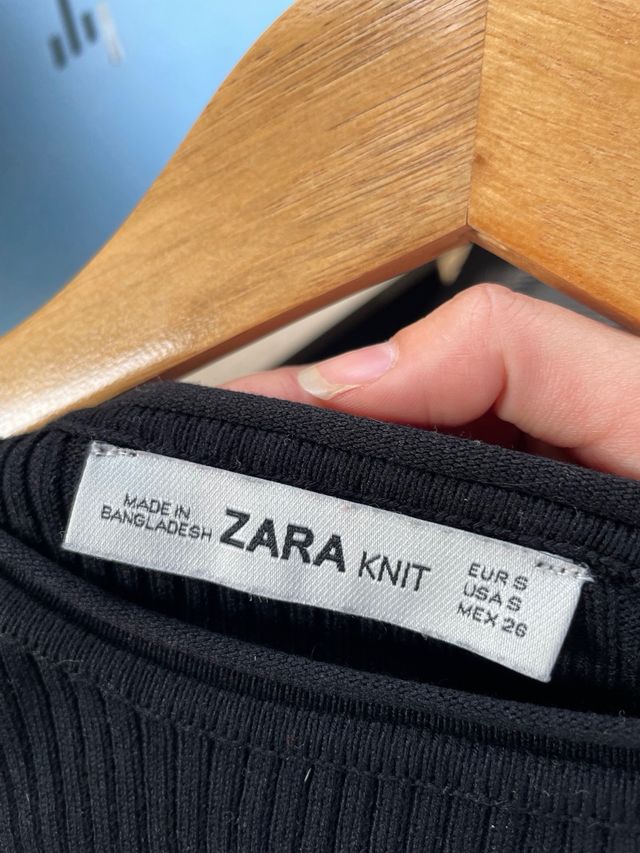 MADE IN
BANGLADESH
ZARA KNIT
EUR S
USA S
MEX 26